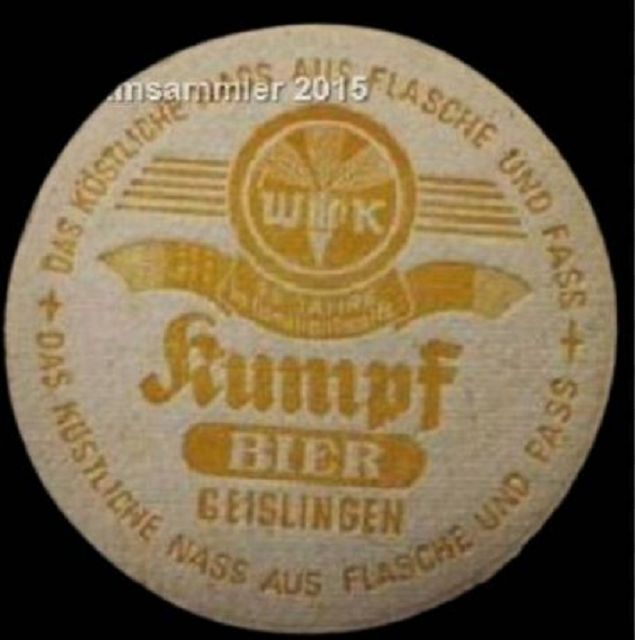 msammler 2015
DAS KÖSTLICHE NASS AUS FLASCHE UND FASS
W K
JAHRE
Kumpf
BIER
GEISLINGEN
DAS KÖSTLICHE NASS AUS FLASCHE UND FASS